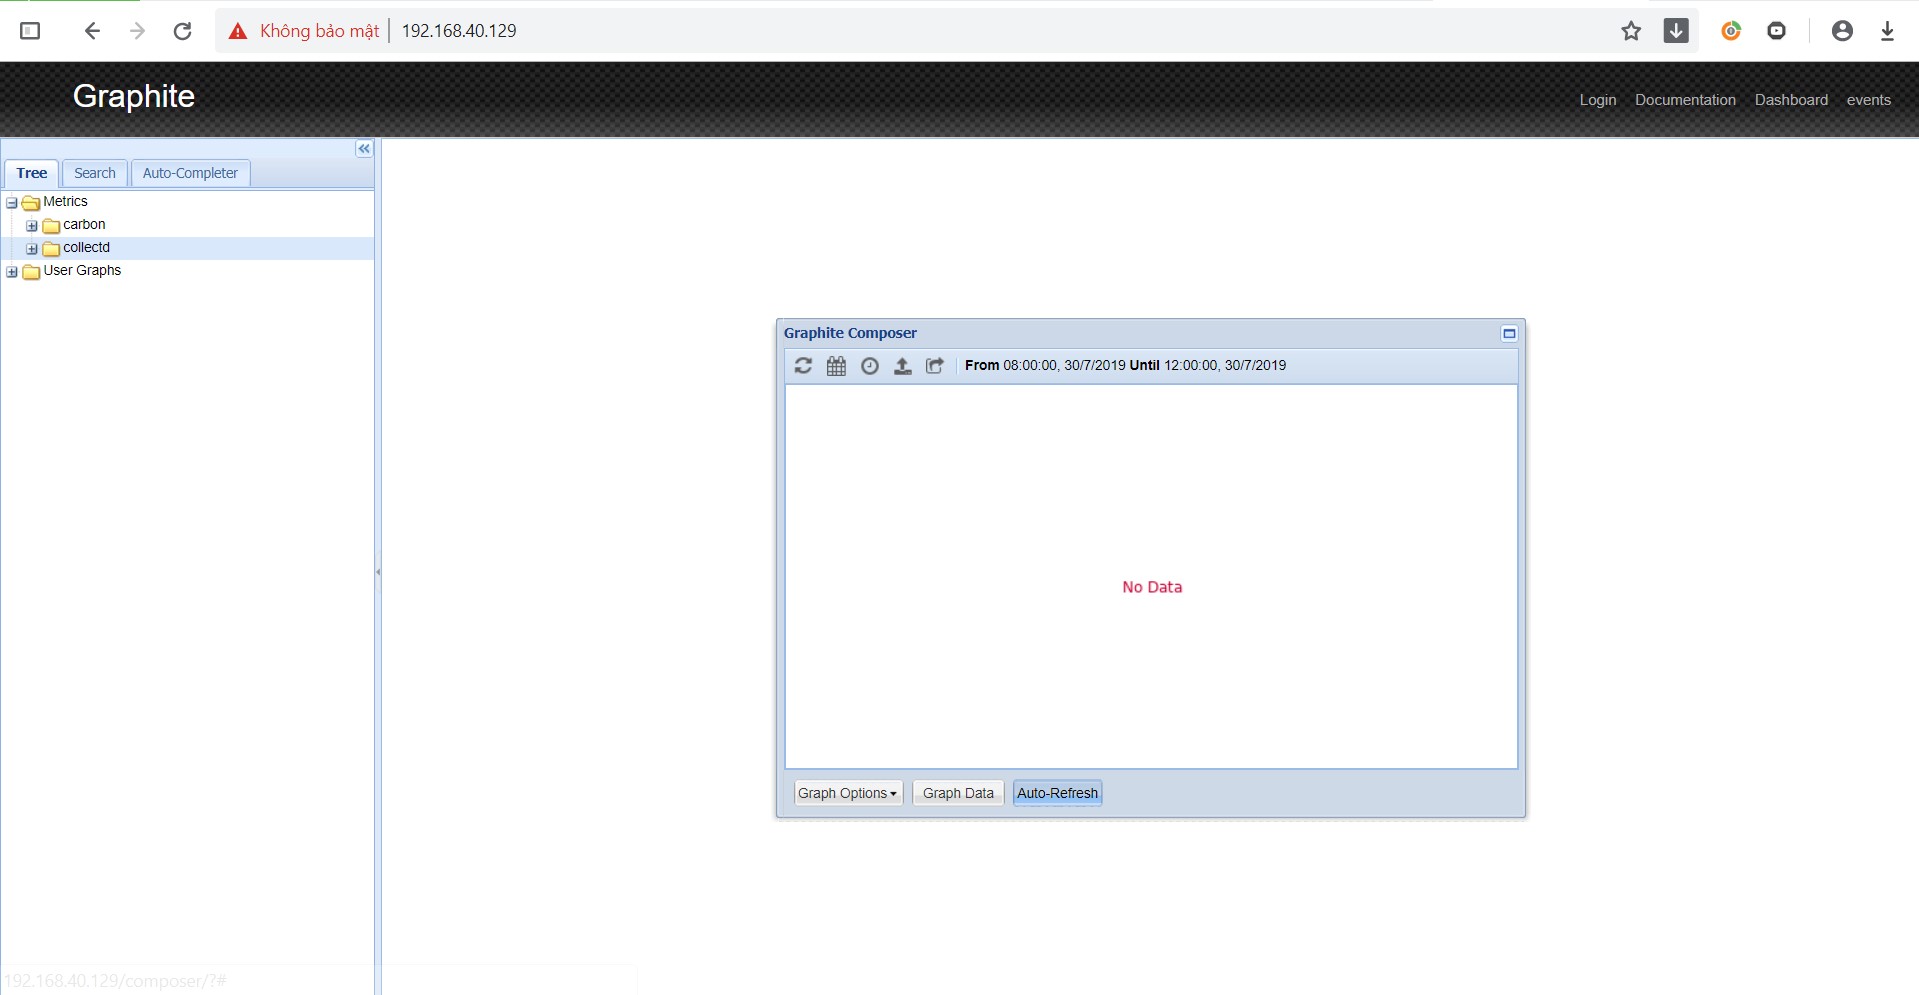 Không bảo mật 192.168.40.129
Graphite
Login Documentation Dashboard events
Tree Search Auto-Completer
Metrics
carbon
collectd
User Graphs
Graphite Composer
From 08:00:00, 30/7/2019 Until 12:00:00, 30/7/2019
No Data
Graph Options Graph Data Auto-Refresh
192.168.40.129/composer/?#